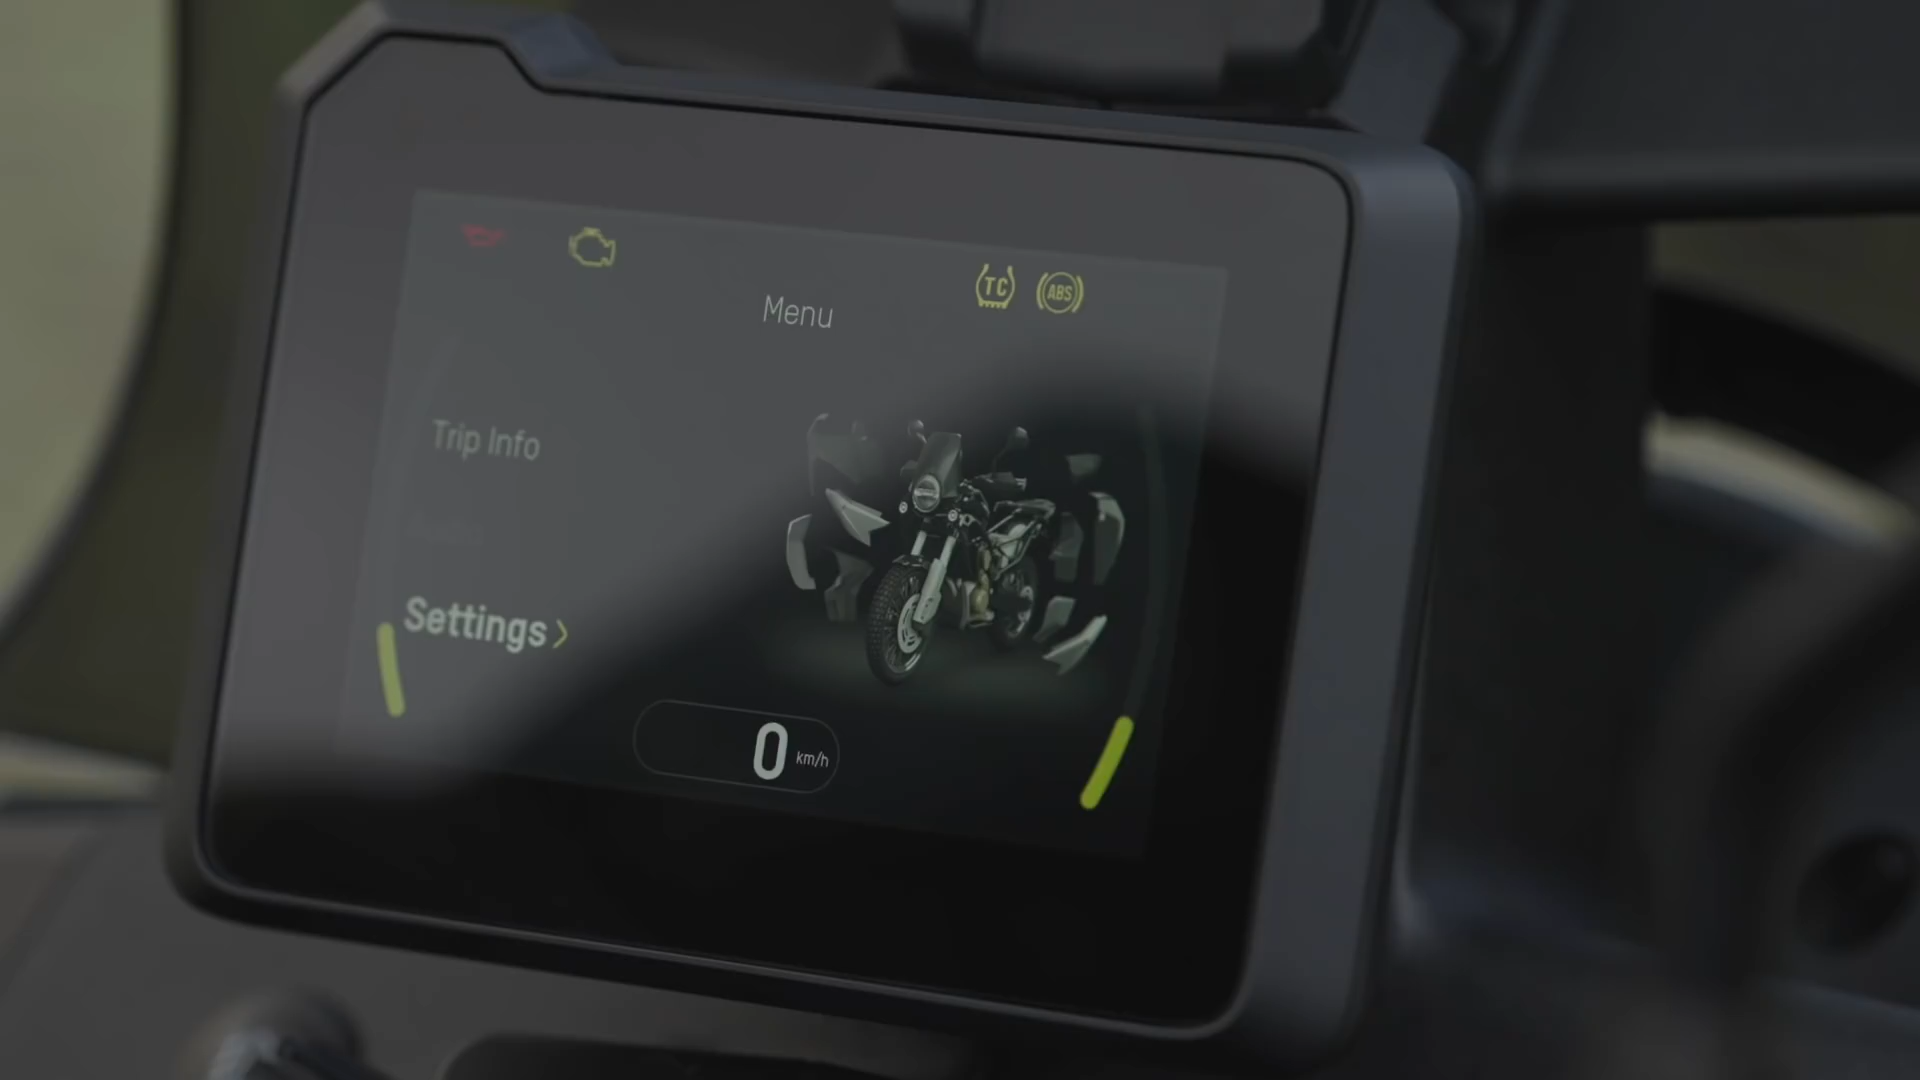 TC ABS
Menu
Trip Info
Settings
0 km/h